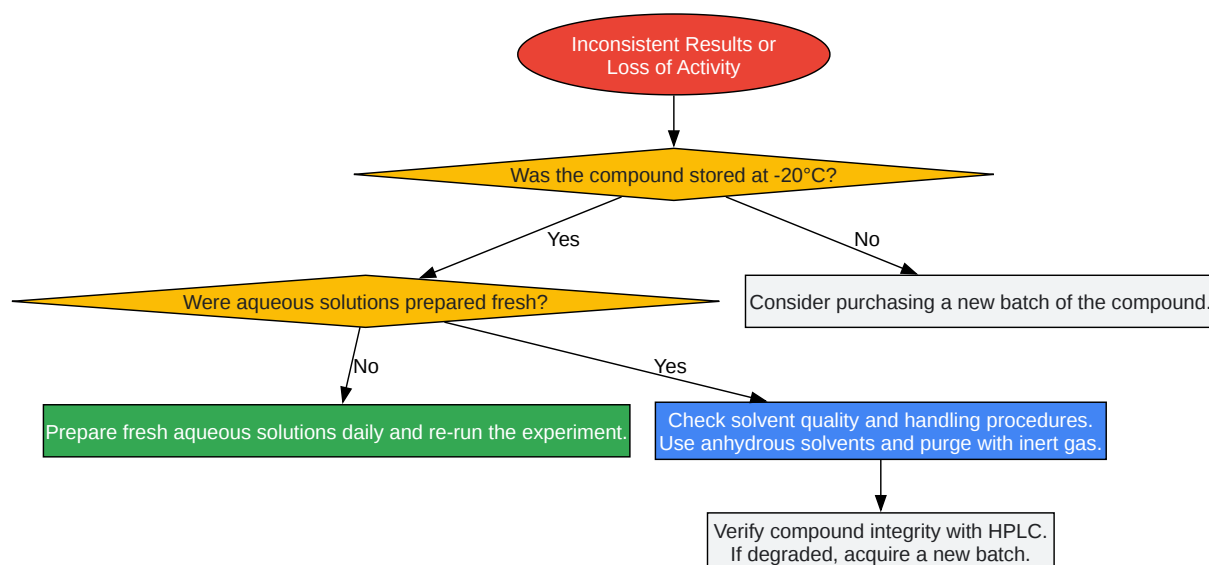 Inconsistent Results or
Loss of Activity
Was the compound stored at -20°C?
Yes
No
Were aqueous solutions prepared fresh?
Consider purchasing a new batch of the compound.
No
Yes
Prepare fresh aqueous solutions daily and re-run the experiment.
Check solvent quality and handling procedures.
Use anhydrous solvents and purge with inert gas.
Verify compound integrity with HPLC.
If degraded, acquire a new batch.